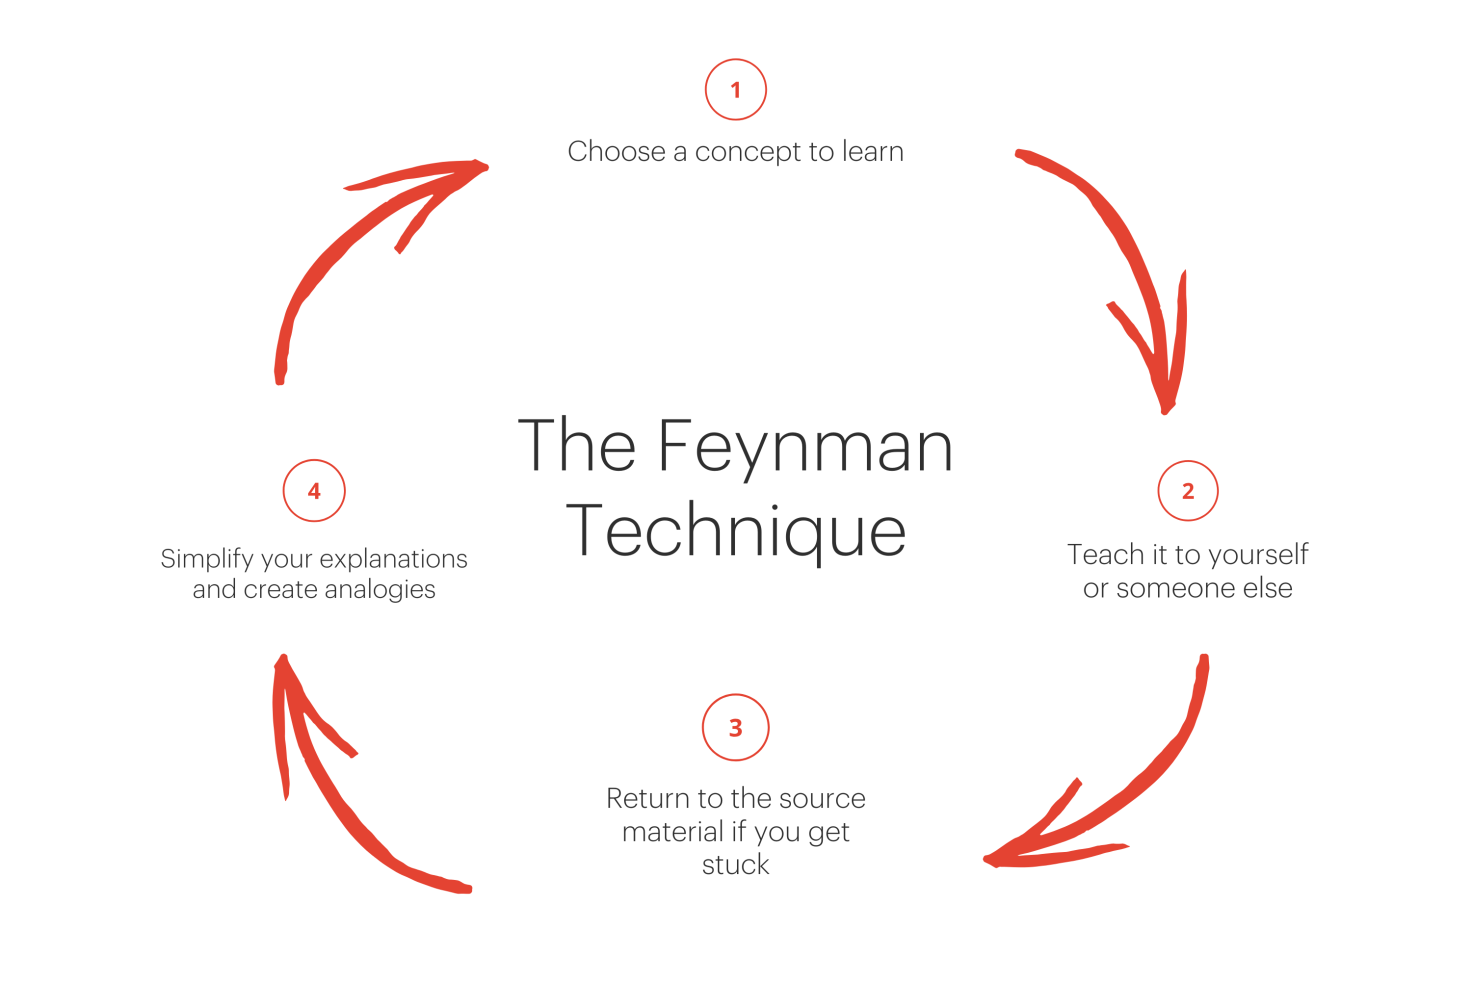 1
Choose a concept to learn
The Feynman
Technique
2
Teach it to yourself
or someone else
3
Return to the source
material if you get
stuck
4
Simplify your explanations
and create analogies